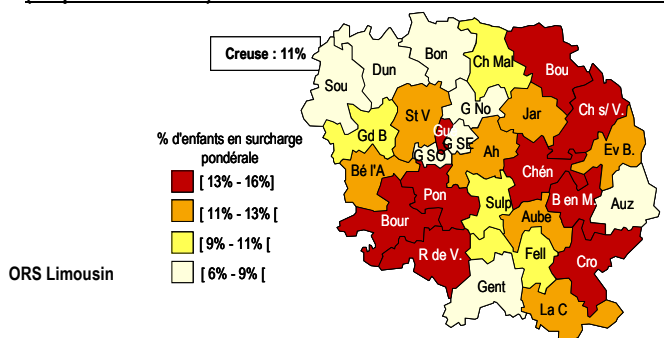 Creuse : 11%
% d'enfants en surcharge
pondérale
[ 13% - 16%]
[ 11% - 13% [
[ 9% - 11% [
[ 6% - 9% [
ORS Limousin
Sou
Dun
Bon
Ch Mal
Bou
Gd B
St V
G No
Jar
Ch s/ V.
Gu
G SE
G SO
Ah
Ev B.
Bé l'A
Chén
Pon
Sulp
B en M.
Auz
Bour
Aube
R de V.
Fell
Cro
Gent
La C